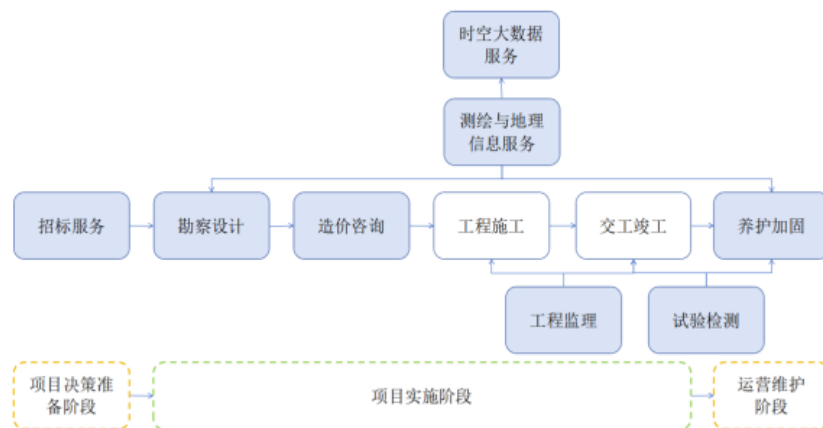 时空大数据
服务
测绘与地理
信息服务
招标服务
勘察设计
造价咨询
工程施工
交工竣工
养护加固
工程监理
试验检测
项目决策准
备阶段
项目实施阶段
运营维护
阶段